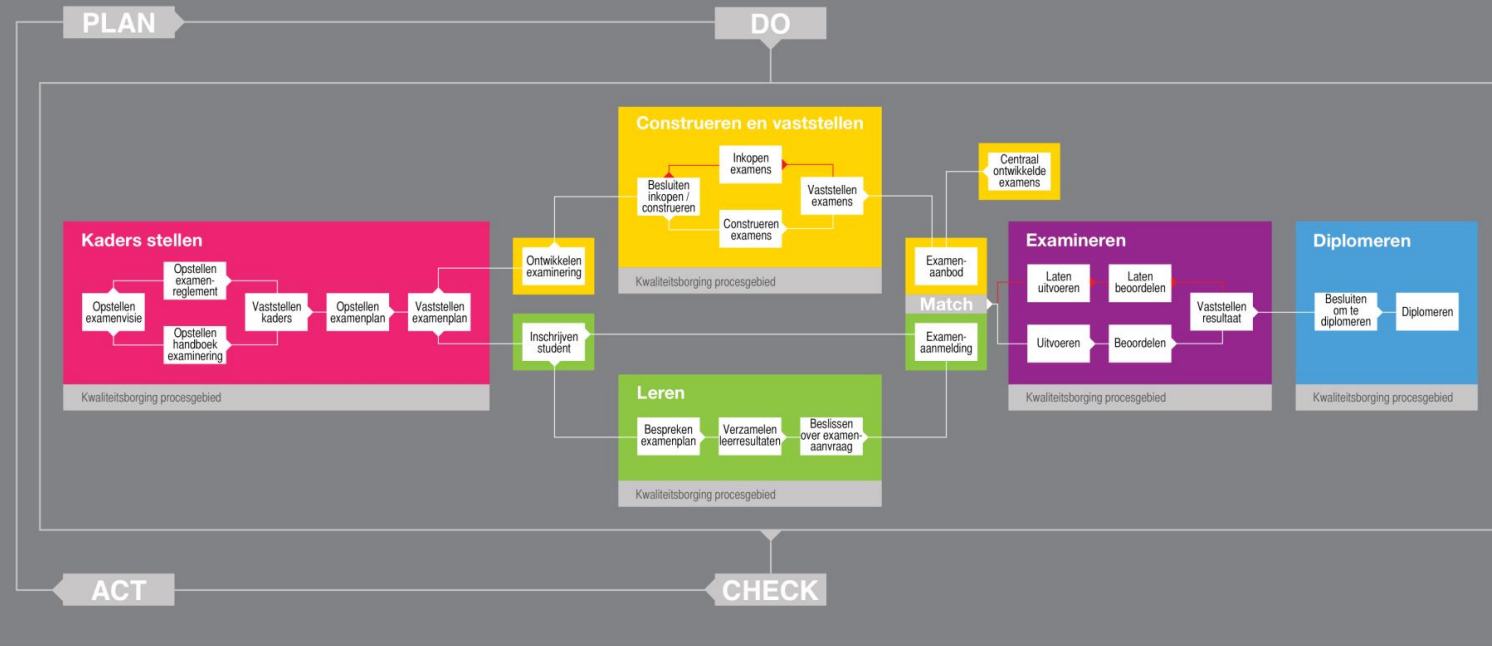 PLAN
DO
Kaders stellen
Opstellen
examenvisie
Opstellen
examen-
reglement
Opstellen
handboek
examinering
Vaststellen
kaders
Opstellen
examenplan
Vaststellen
examenplan
Kwaliteitsborging procesgebied
Ontwikkelen
examinering
Inschrijven
student
Construeren en vaststellen
Besluiten
inkopen /
construeren
Inkopen
examens
Construeren
examens
Vaststellen
examens
Kwaliteitsborging procesgebied
Leren
Bespreken
examenplan
Verzamelen
leerresultaten
Beslissen
over examen-
aanvraag
Kwaliteitsborging procesgebied
Centraal
ontwikkelde
examens
Examen-
aanbod
Match
Examen-
aanmelding
Examineren
Laten
uitvoeren
Laten
beoordelen
Uitvoeren
Beoordelen
Vaststellen
resultaat
Kwaliteitsborging procesgebied
Diplomeren
Besluiten
om te
diplomeren
Diplomeren
Kwaliteitsborging procesgebied
ACT
CHECK